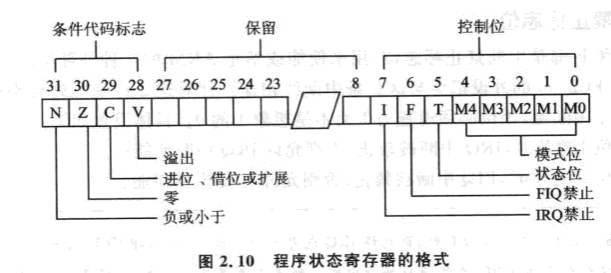 条件代码标志 保留 控制位
31 30 29 28 27 26 25 24 23 8 7 6 5 4 3 2 1 0
N Z C V I F T M4 M3 M2 M1 M0
溢出 模式位
进位、借位或扩展 状态位
零 FIQ禁止
负或小于 IRQ禁止
图 2.10 程序状态寄存器的格式